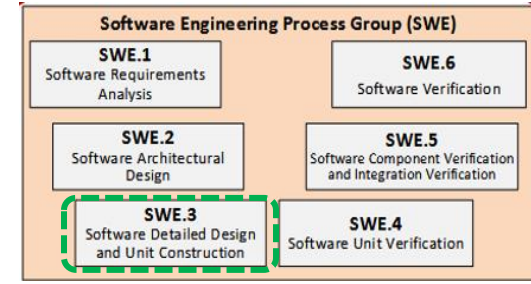 Software Engineering Process Group (SWE)
SWE.1
Software Requirements
Analysis
SWE.6
Software Verification
SWE.2
Software Architectural
Design
SWE.5
Software Component Verification
and Integration Verification
SWE.3
Software Detailed Design
and Unit Construction
SWE.4
Software Unit Verification